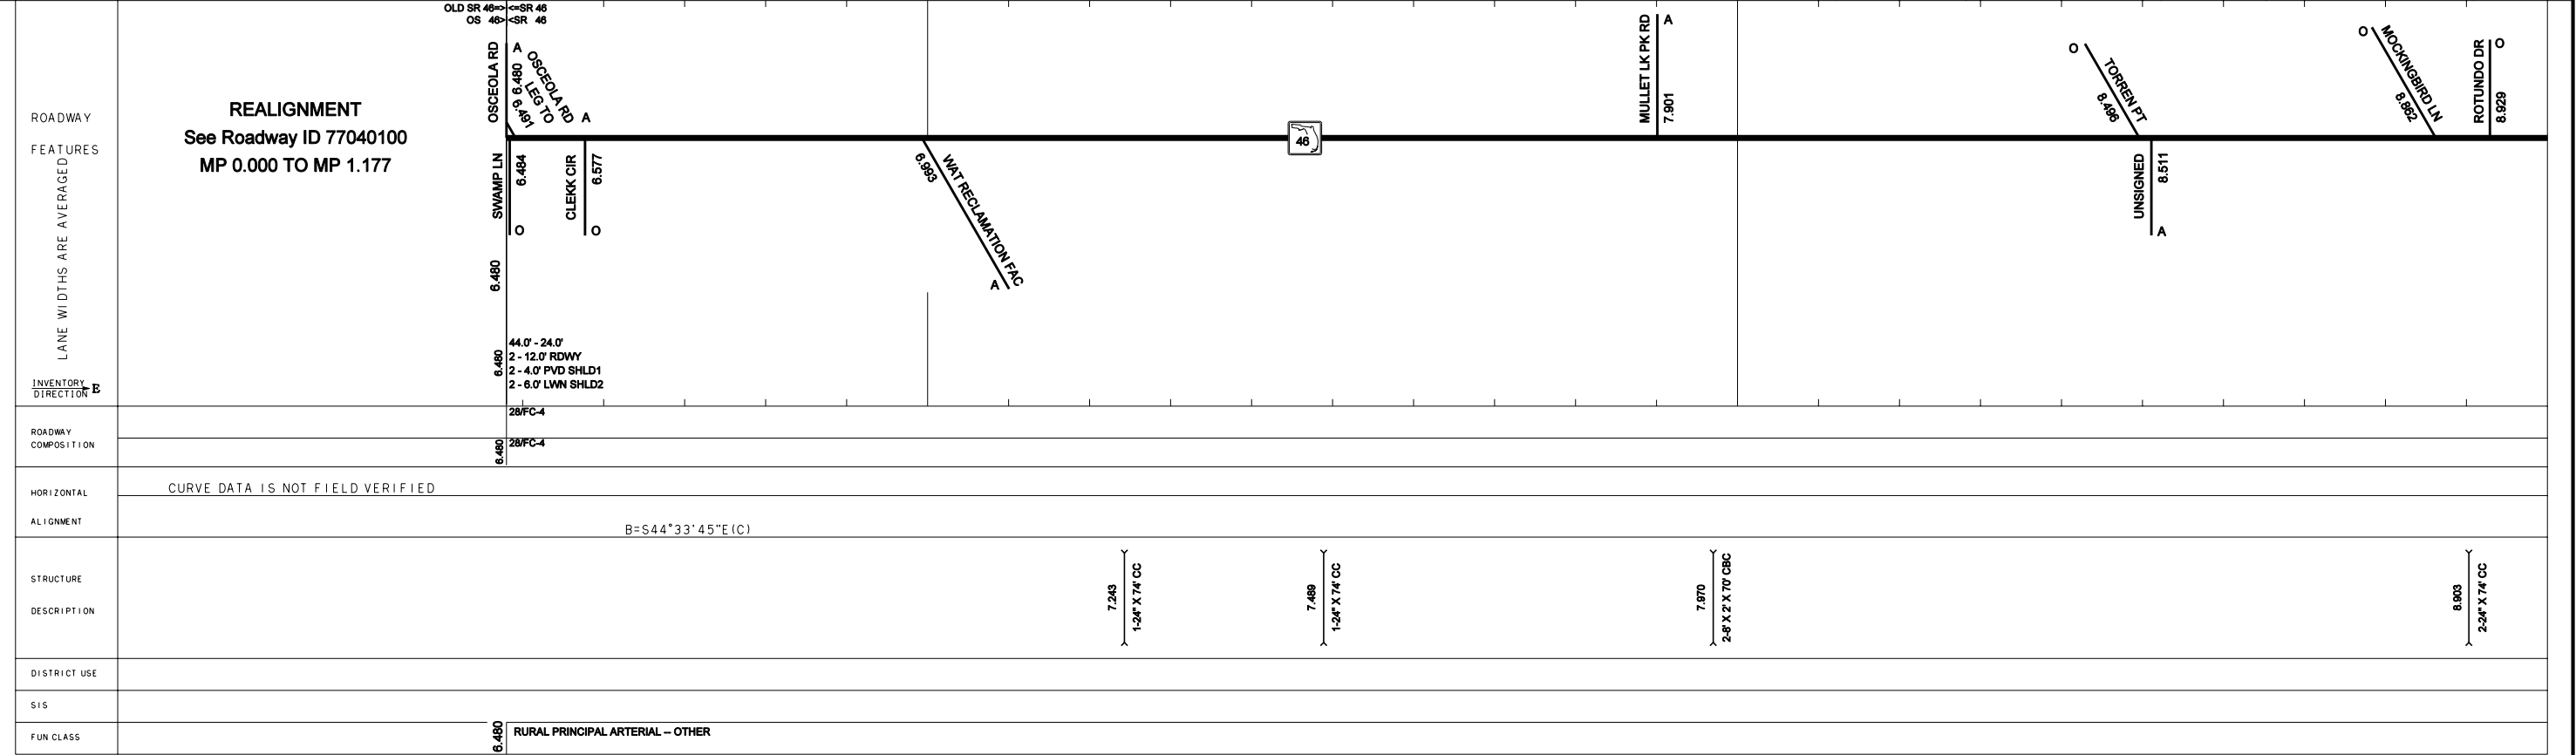 OLD SR 46=> <=SR 46
OS 46> <SR 46
ROADWAY
FEATURES
LANE WIDTHS ARE AVERAGED
INVENTORY
DIRECTION E
REALIGNMENT
See Roadway ID 77040100
MP 0.000 TO MP 1.177
OSCEOLA RD
A
6.480
OSCEOLA RD
LEG TO
6.491
A
SWAMP LN
6.484
O
CLEKK CIR
6.577
O
6.480
6.993
WAT RECLAMATION FAC
A
46
MULLET LK PK RD
A
7.901
O
TORREN PT
8.496
UNSIGNED
8.511
A
O
MOCKINGBIRD LN
8.862
ROTUNDO DR
O
8.929
6.480
44.0' - 24.0'
2 - 12.0' RDWY
2 - 4.0' PVD SHLD1
2 - 6.0' LWN SHLD2
ROADWAY
COMPOSITION
28/FC-4
6.480
28/FC-4
HORIZONTAL
ALIGNMENT
CURVE DATA IS NOT FIELD VERIFIED
B=S44°33'45"E(C)
STRUCTURE
DESCRIPTION
7.243
1-24" X 74' CC
7.489
1-24" X 74' CC
7.970
2-8' X 2' X 70' CBC
8.903
2-24" X 74' CC
DISTRICT USE
SIS
FUN CLASS
6.480
RURAL PRINCIPAL ARTERIAL -- OTHER